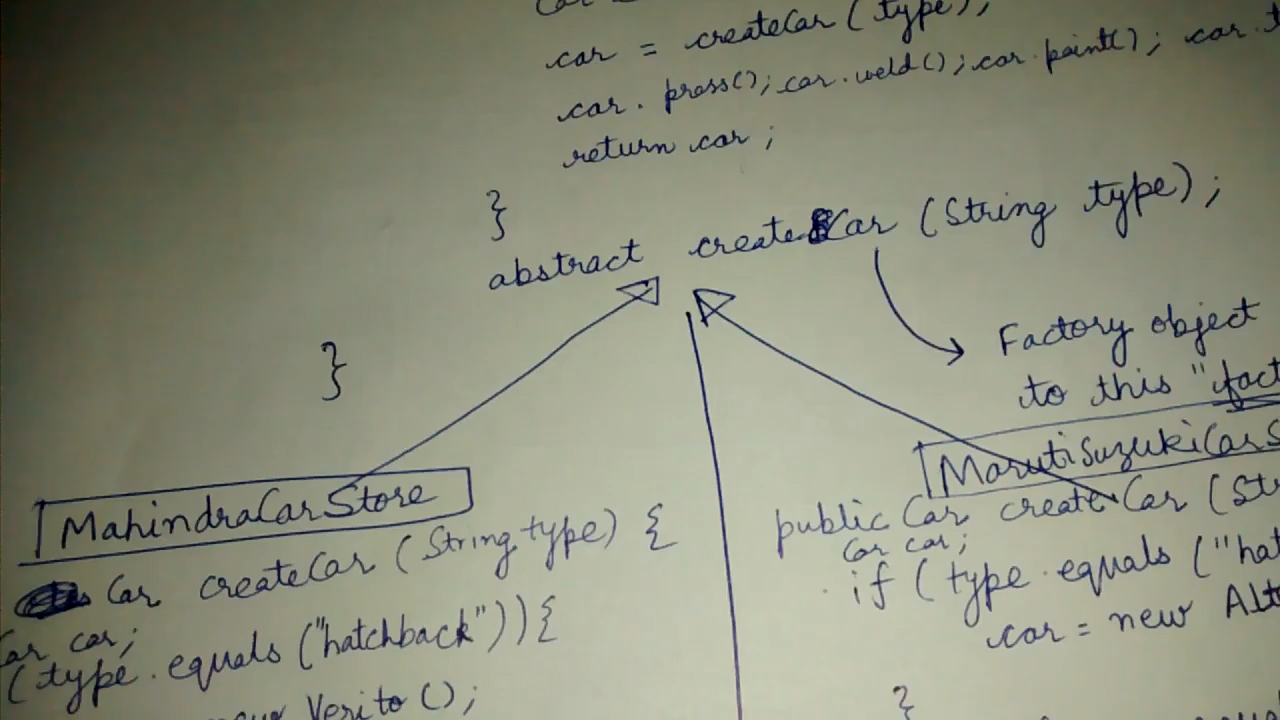 car = createCar (type);
car. press(); car.weld(); car.paint(); car.
return car ;
}
abstract createCar (String type);
}
Factory object
to this "fact
MahindraCarStore
Car createCar (String type) {
car;
(type.equals ("hatchback")){
Verito ();
MarutiSuzukiCarS
public Car createCar (Str
Car car;
if (type.equals ("hat
car = new Alt
}